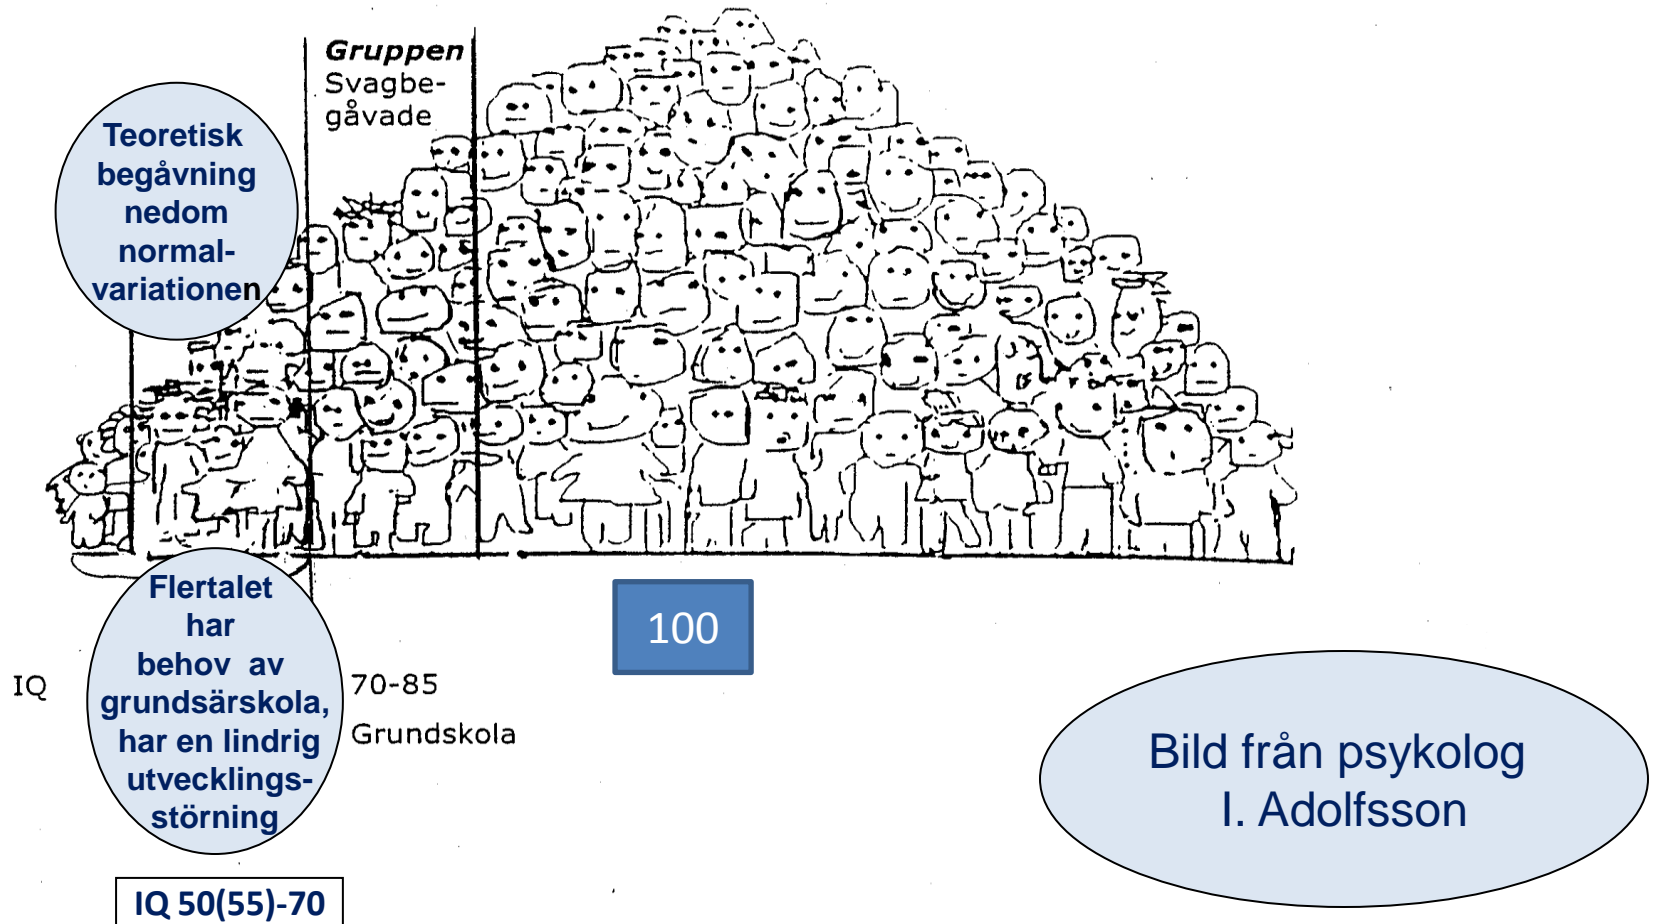 Gruppen
Svagbe-
gåvade
Teoretisk
begåvning
nedom
normal-
variationen
Flertalet
har
behov av
grundsärskola,
har en lindrig
utvecklings-
störning
100
IQ
70-85
Grundskola
Bild från psykolog
I. Adolfsson
IQ 50(55)-70